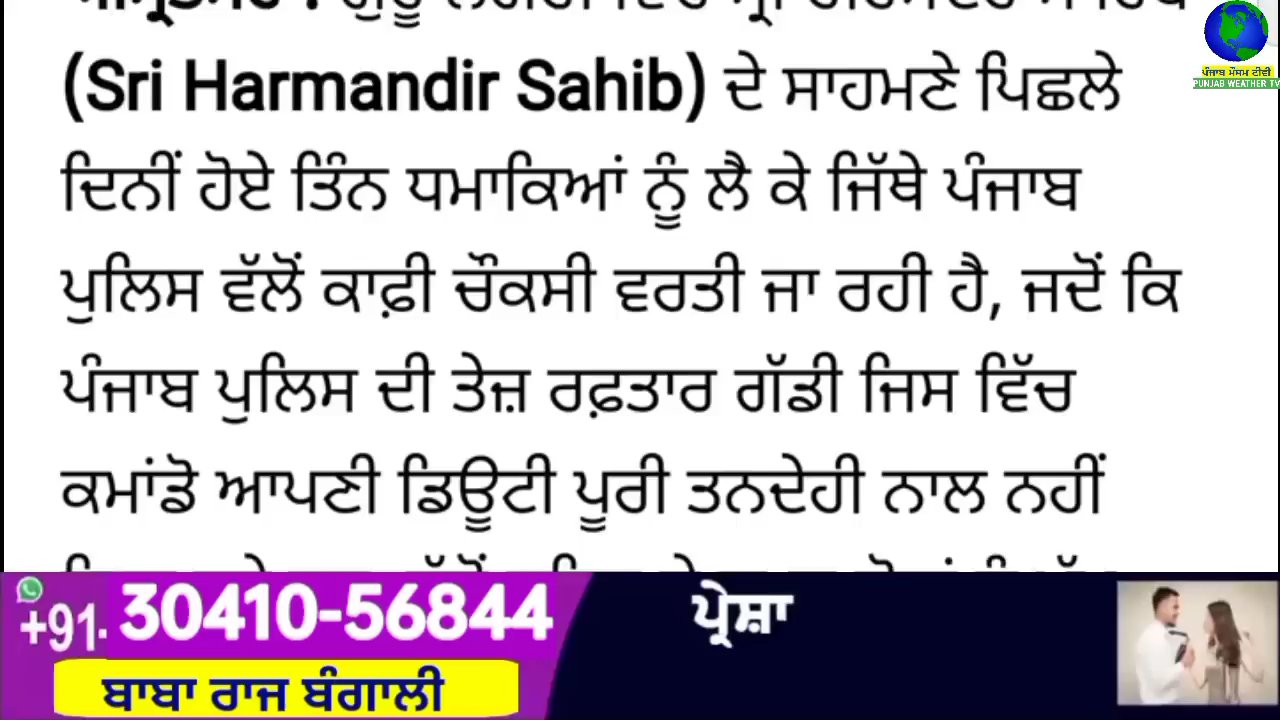 (Sri Harmandir Sahib) ਦੇ ਸਾਹਮਣੇ ਪਿਛਲੇ
ਦਿਨੀਂ ਹੋਏ ਤਿੰਨ ਧਮਾਕਿਆਂ ਨੂੰ ਲੈ ਕੇ ਜਿੱਥੇ ਪੰਜਾਬ
ਪੁਲਿਸ ਵੱਲੋਂ ਕਾਫ਼ੀ ਚੌਕਸੀ ਵਰਤੀ ਜਾ ਰਹੀ ਹੈ, ਜਦੋਂ ਕਿ
ਪੰਜਾਬ ਪੁਲਿਸ ਦੀ ਤੇਜ਼ ਰਫ਼ਤਾਰ ਗੱਡੀ ਜਿਸ ਵਿੱਚ
ਕਮਾਂਡੋ ਆਪਣੀ ਡਿਊਟੀ ਪੂਰੀ ਤਨਦੇਹੀ ਨਾਲ ਨਹੀਂ
ਪੰਜਾਬ ਮੌਸਮ ਟੀਵੀ
PUNJAB WEATHER TV
+91- 30410-56844
ਬਾਬਾ ਰਾਜ ਬੰਗਾਲੀ
ਪ੍ਰੇਸ਼ਾ